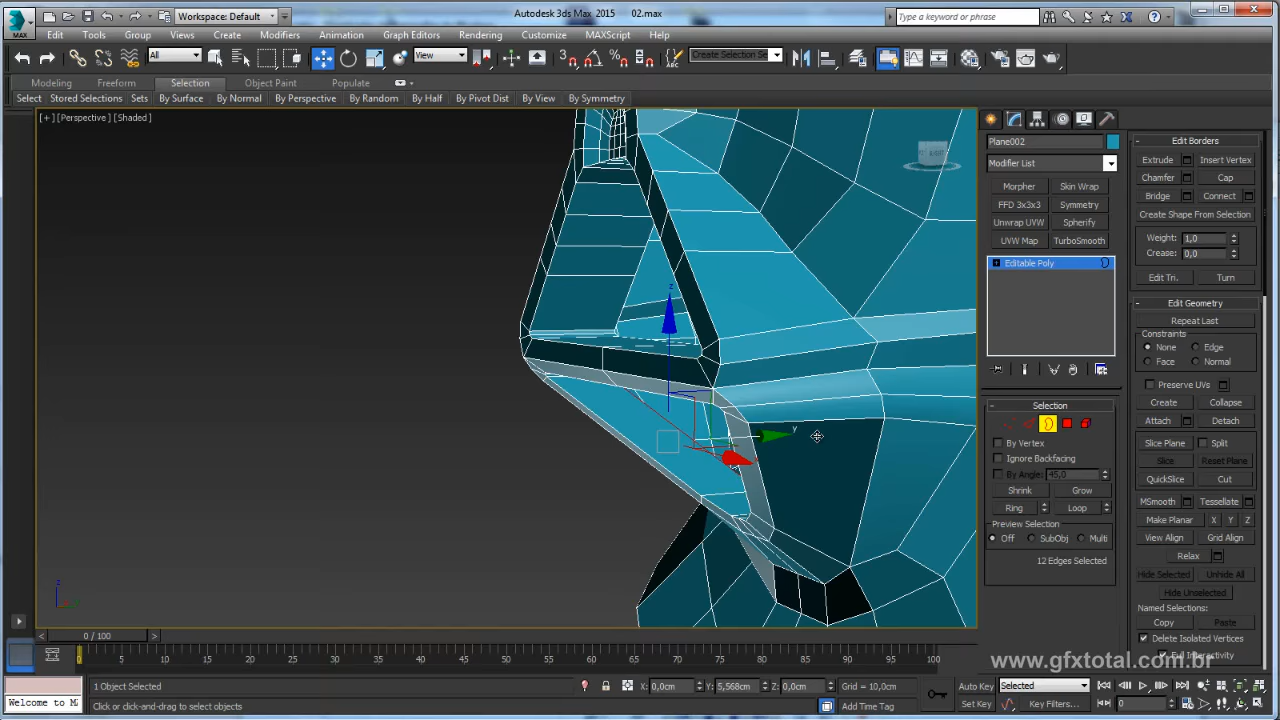 MAX
Workspace: Default
Autodesk 3ds Max 2015 02.max
Type a keyword or phrase
Edit Tools Group Views Create Modifiers Animation Graph Editors Rendering Customize MAXScript Help
All
View
Create Selection Se
Modeling Freeform Selection Object Paint Populate
Select Stored Selections Sets By Surface By Normal By Perspective By Random By Half By Pivot Dist By View By Symmetry
[+] [Perspective] [Shaded]
z
y
z
Plane002
Modifier List
Morpher Skin Wrap
FFD 3x3x3 Symmetry
Unwrap UVW Spherify
UVW Map TurboSmooth
Editable Poly
Selection
By Vertex
Ignore Backfacing
By Angle: 45,0
Shrink Grow
Ring Loop
Preview Selection
Off SubObj Multi
12 Edges Selected
Edit Borders
Extrude Insert Vertex
Chamfer Cap
Bridge Connect
Create Shape From Selection
Weight: 1,0
Crease: 0,0
Edit Tri. Turn
Edit Geometry
Repeat Last
Constraints
None Edge
Face Normal
Preserve UVs
Create Collapse
Attach Detach
Slice Plane Split
Slice Reset Plane
QuickSlice Cut
MSmooth Tessellate
Make Planar X Y Z
View Align Grid Align
Relax
Hide Selected Unhide All
Hide Unselected
Named Selections:
Copy Paste
Delete Isolated Vertices
Full Interactivity
www.gfxtotal.com.br
0 / 100
0 5 10 15 20 25 30 35 40 45 50 55 60 65 70 75 80 85 90 95 100
1 Object Selected
X: 0,0cm Y: 5,568cm Z: 0,0cm Grid = 10,0cm
Auto Key Selected
Welcome to M
Click or click-and-drag to select objects
Add Time Tag
Set Key Key Filters... 0